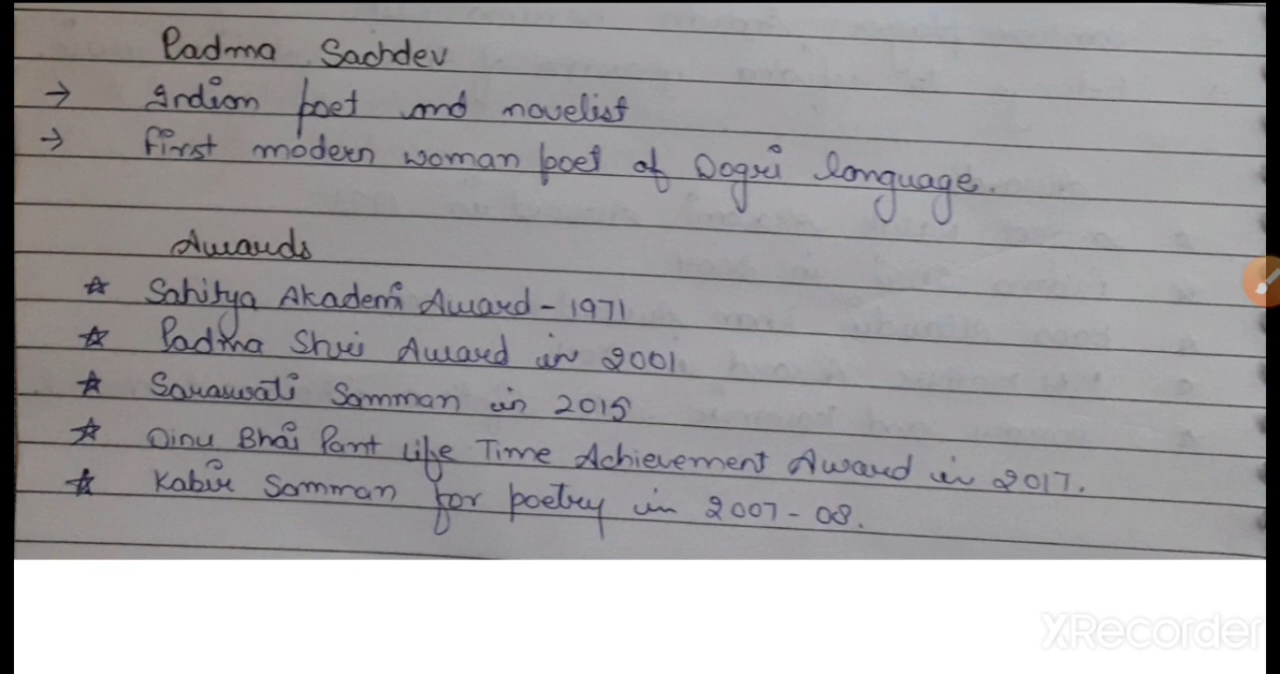 Padma Sachdev
→ Indian poet and novelist
→ first modern woman poet of Dogri language.
Awards
☆ Sahitya Akademi Award - 1971
☆ Padma Shri Award in 2001
☆ Saraswati Samman in 2015
☆ Dinu Bhai Pant Life Time Achievement Award in 2017.
☆ Kabir Samman for poetry in 2007-08.
XRecorder